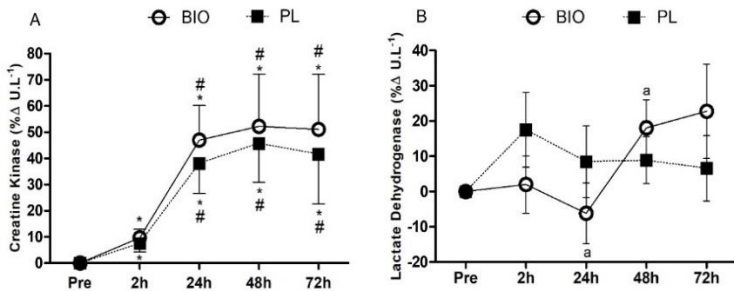 A
BIO
PL
Creatine Kinase (%Δ U.L-1)
80
70
60
50
40
30
20
10
0
#
*
#
*
#
*
*
*
*
#
*
#
*
#
Pre
2h
24h
48h
72h
B
BIO
PL
Lactate Dehydrogenase (%Δ U.L-1)
40
30
20
10
0
-10
-20
a
a
Pre
2h
24h
48h
72h